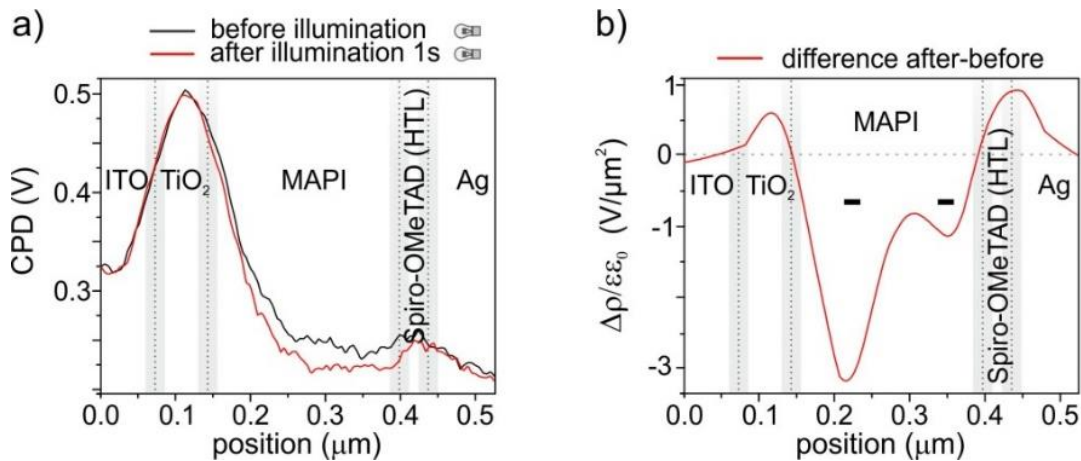 a)
before illumination
after illumination 1s
CPD (V)
0.5
0.4
0.3
ITO
TiO₂
MAPI
Spiro-OMeTAD (HTL)
Ag
0.0
0.1
0.2
0.3
0.4
0.5
position (μm)
b)
difference after-before
Δρ/εε₀ (V/μm²)
1
0
-1
-3
MAPI
ITO
TiO₂
Spiro-OMeTAD (HTL)
Ag
0.0
0.1
0.2
0.3
0.4
0.5
position (μm)